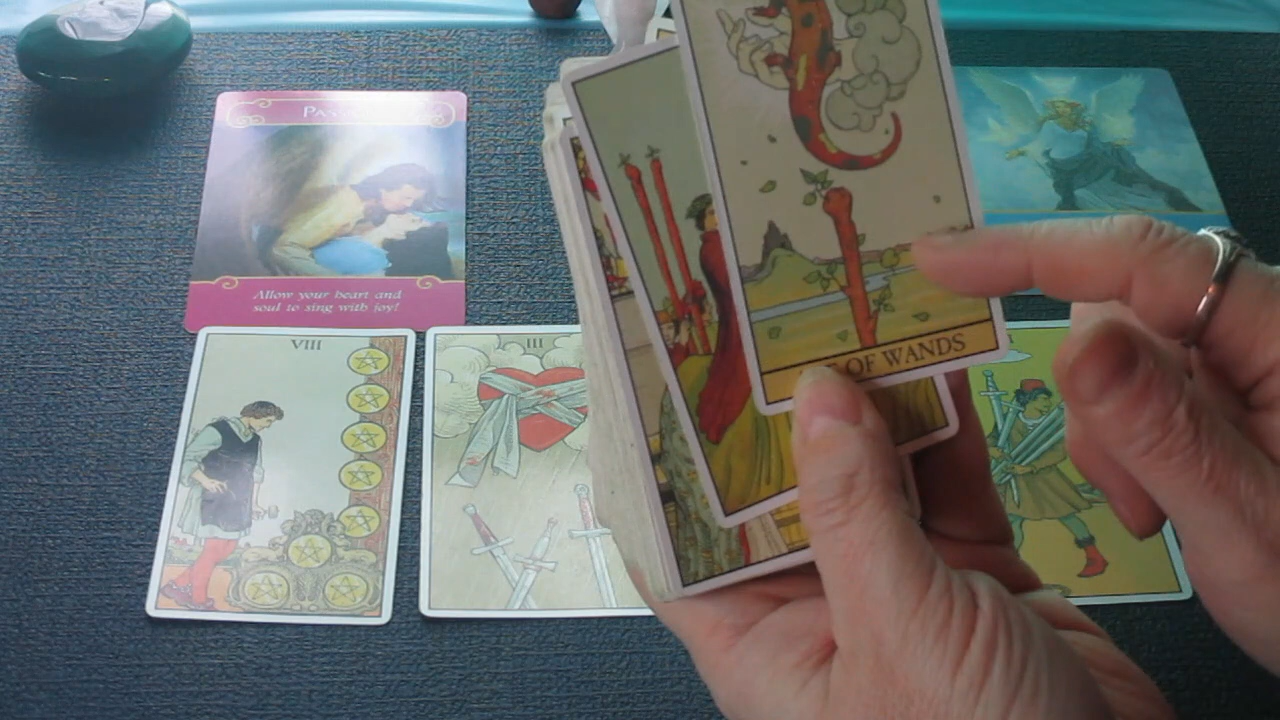 Allow your heart and
soul to sing with joy!
VIII
III
OF WANDS